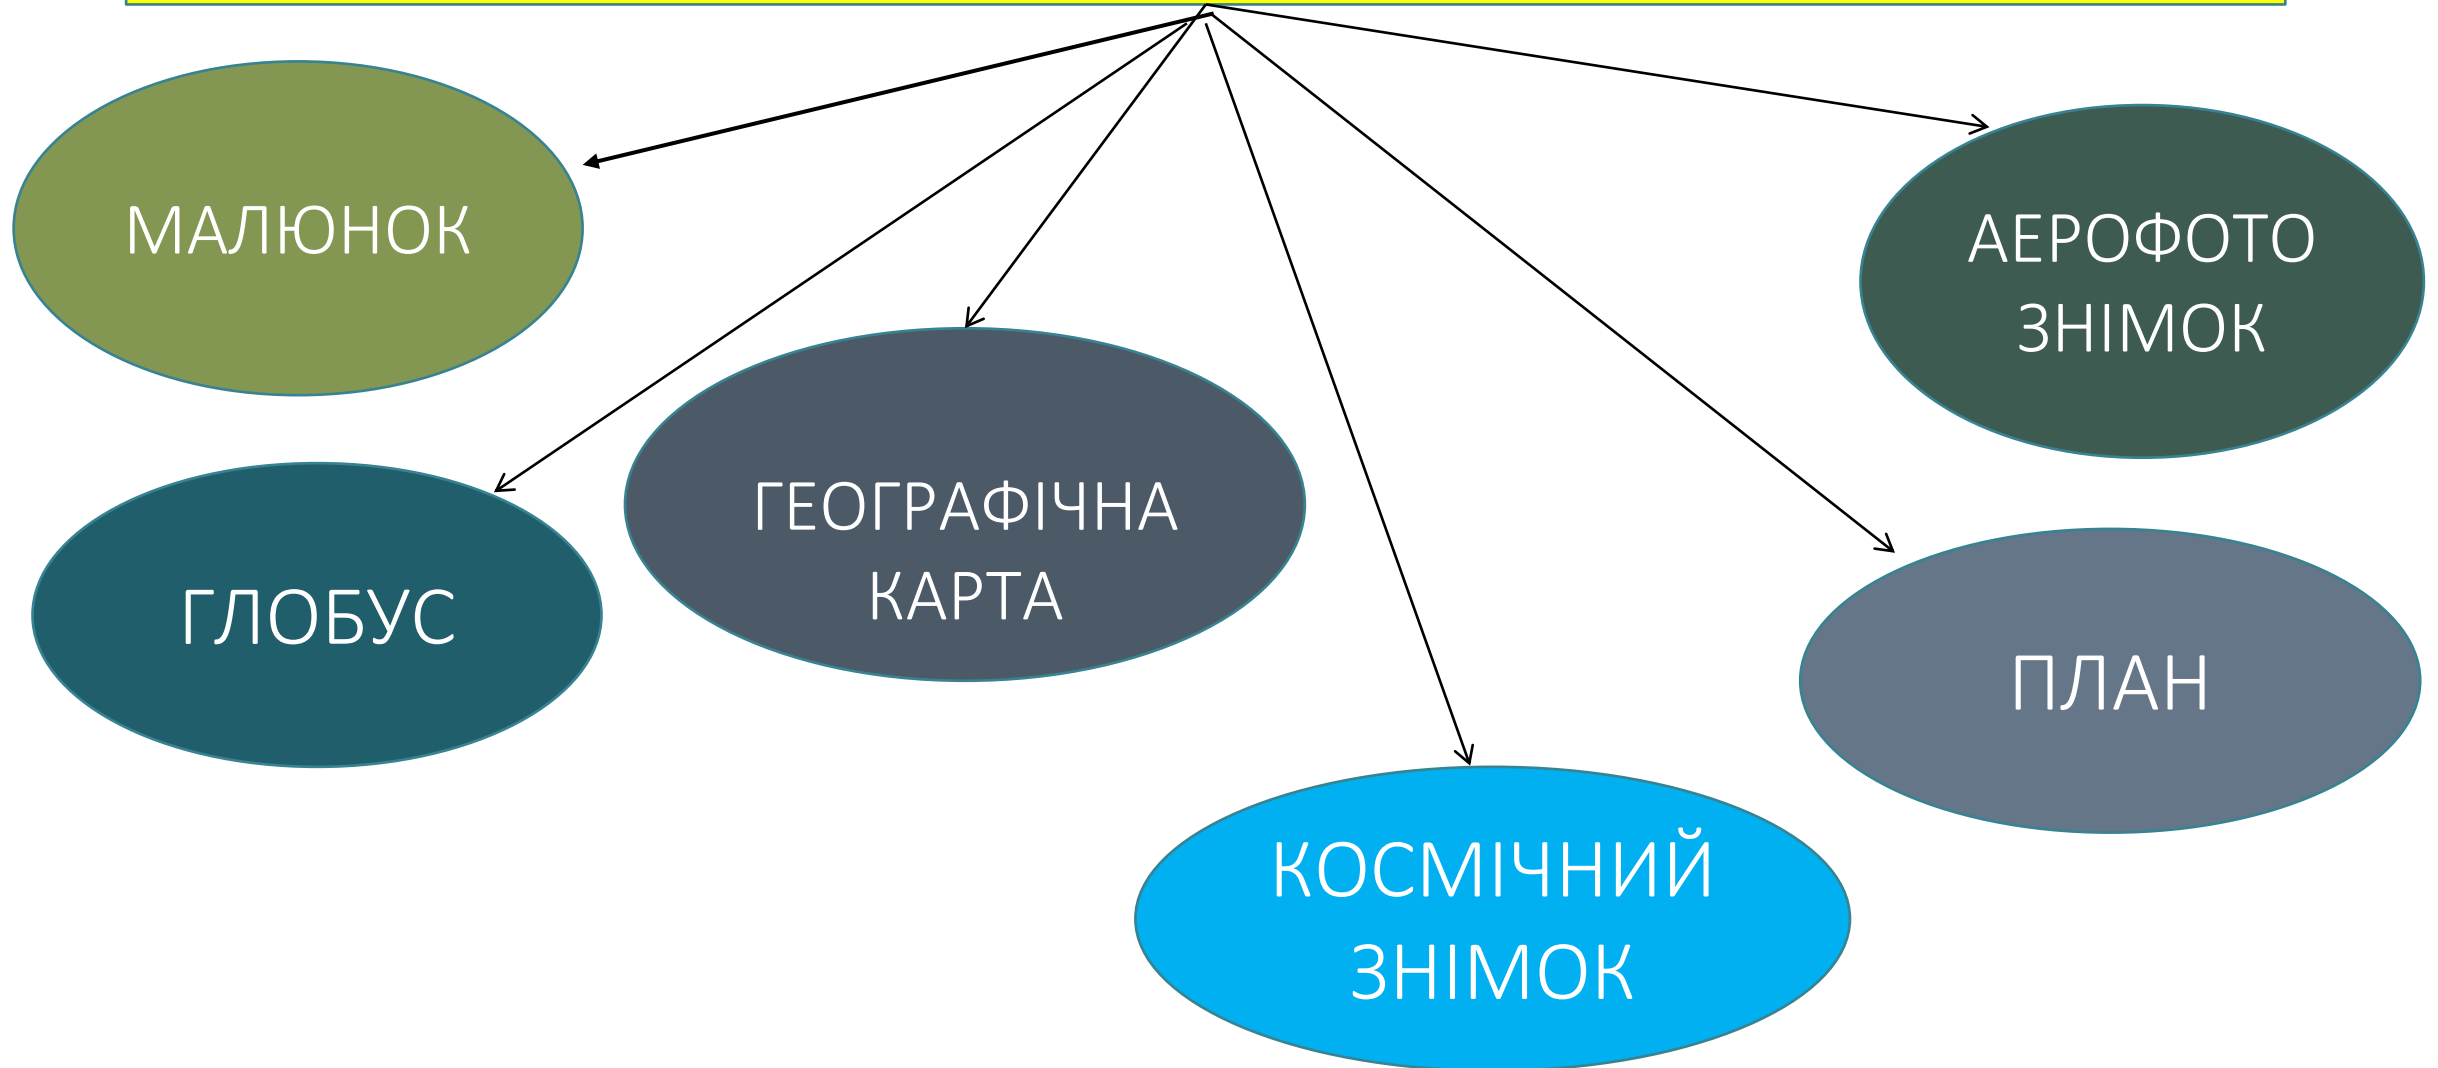 МАЛЮНОК
АЕРОФОТО
ЗНІМОК
ГЕОГРАФІЧНА
КАРТА
ГЛОБУС
ПЛАН
КОСМІЧНИЙ
ЗНІМОК